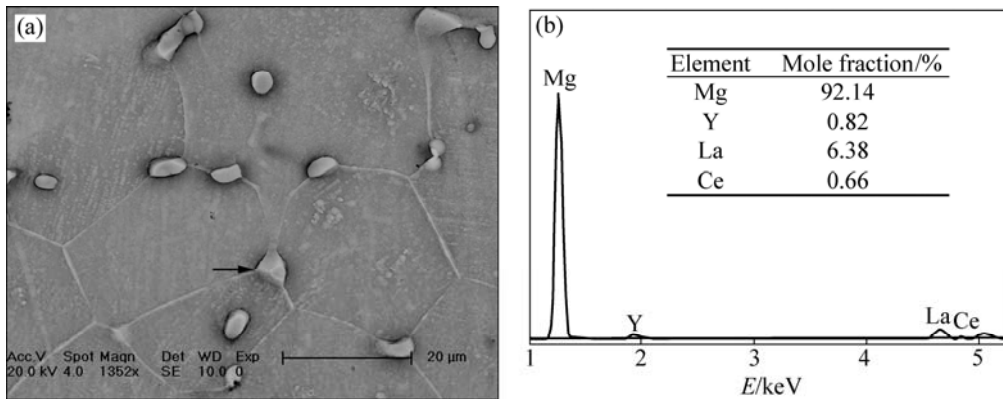 (a)
Acc.V Spot Magn Det WD Exp
20.0 kV 4.0 1352x SE 10.0 0
20 μm
(b)
Element Mole fraction/%
Mg 92.14
Y 0.82
La 6.38
Ce 0.66
Mg
Y
La Ce
1 2 3 4 5
E/keV